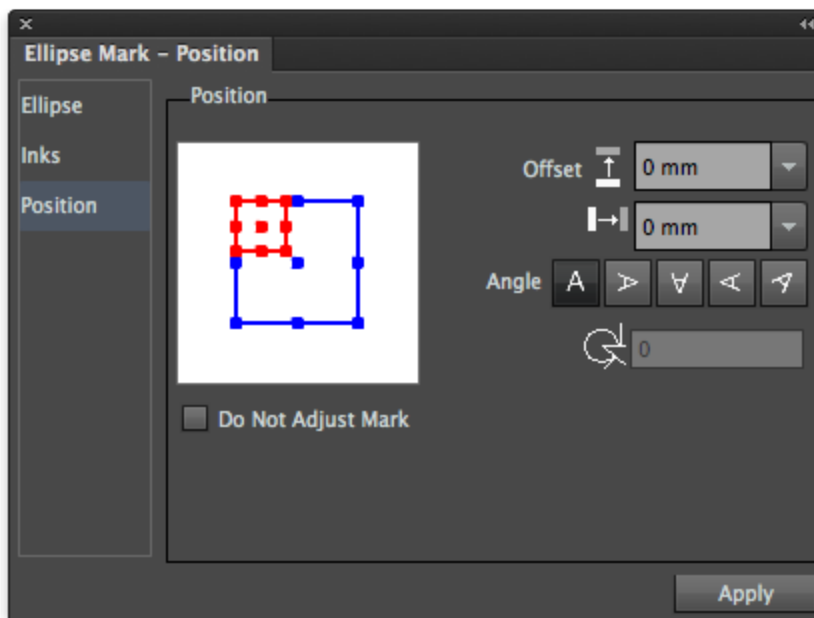 Ellipse Mark – Position
Ellipse
Inks
Position
Position
Offset
0 mm
0 mm
Angle
A A A A A
0
Do Not Adjust Mark
Apply